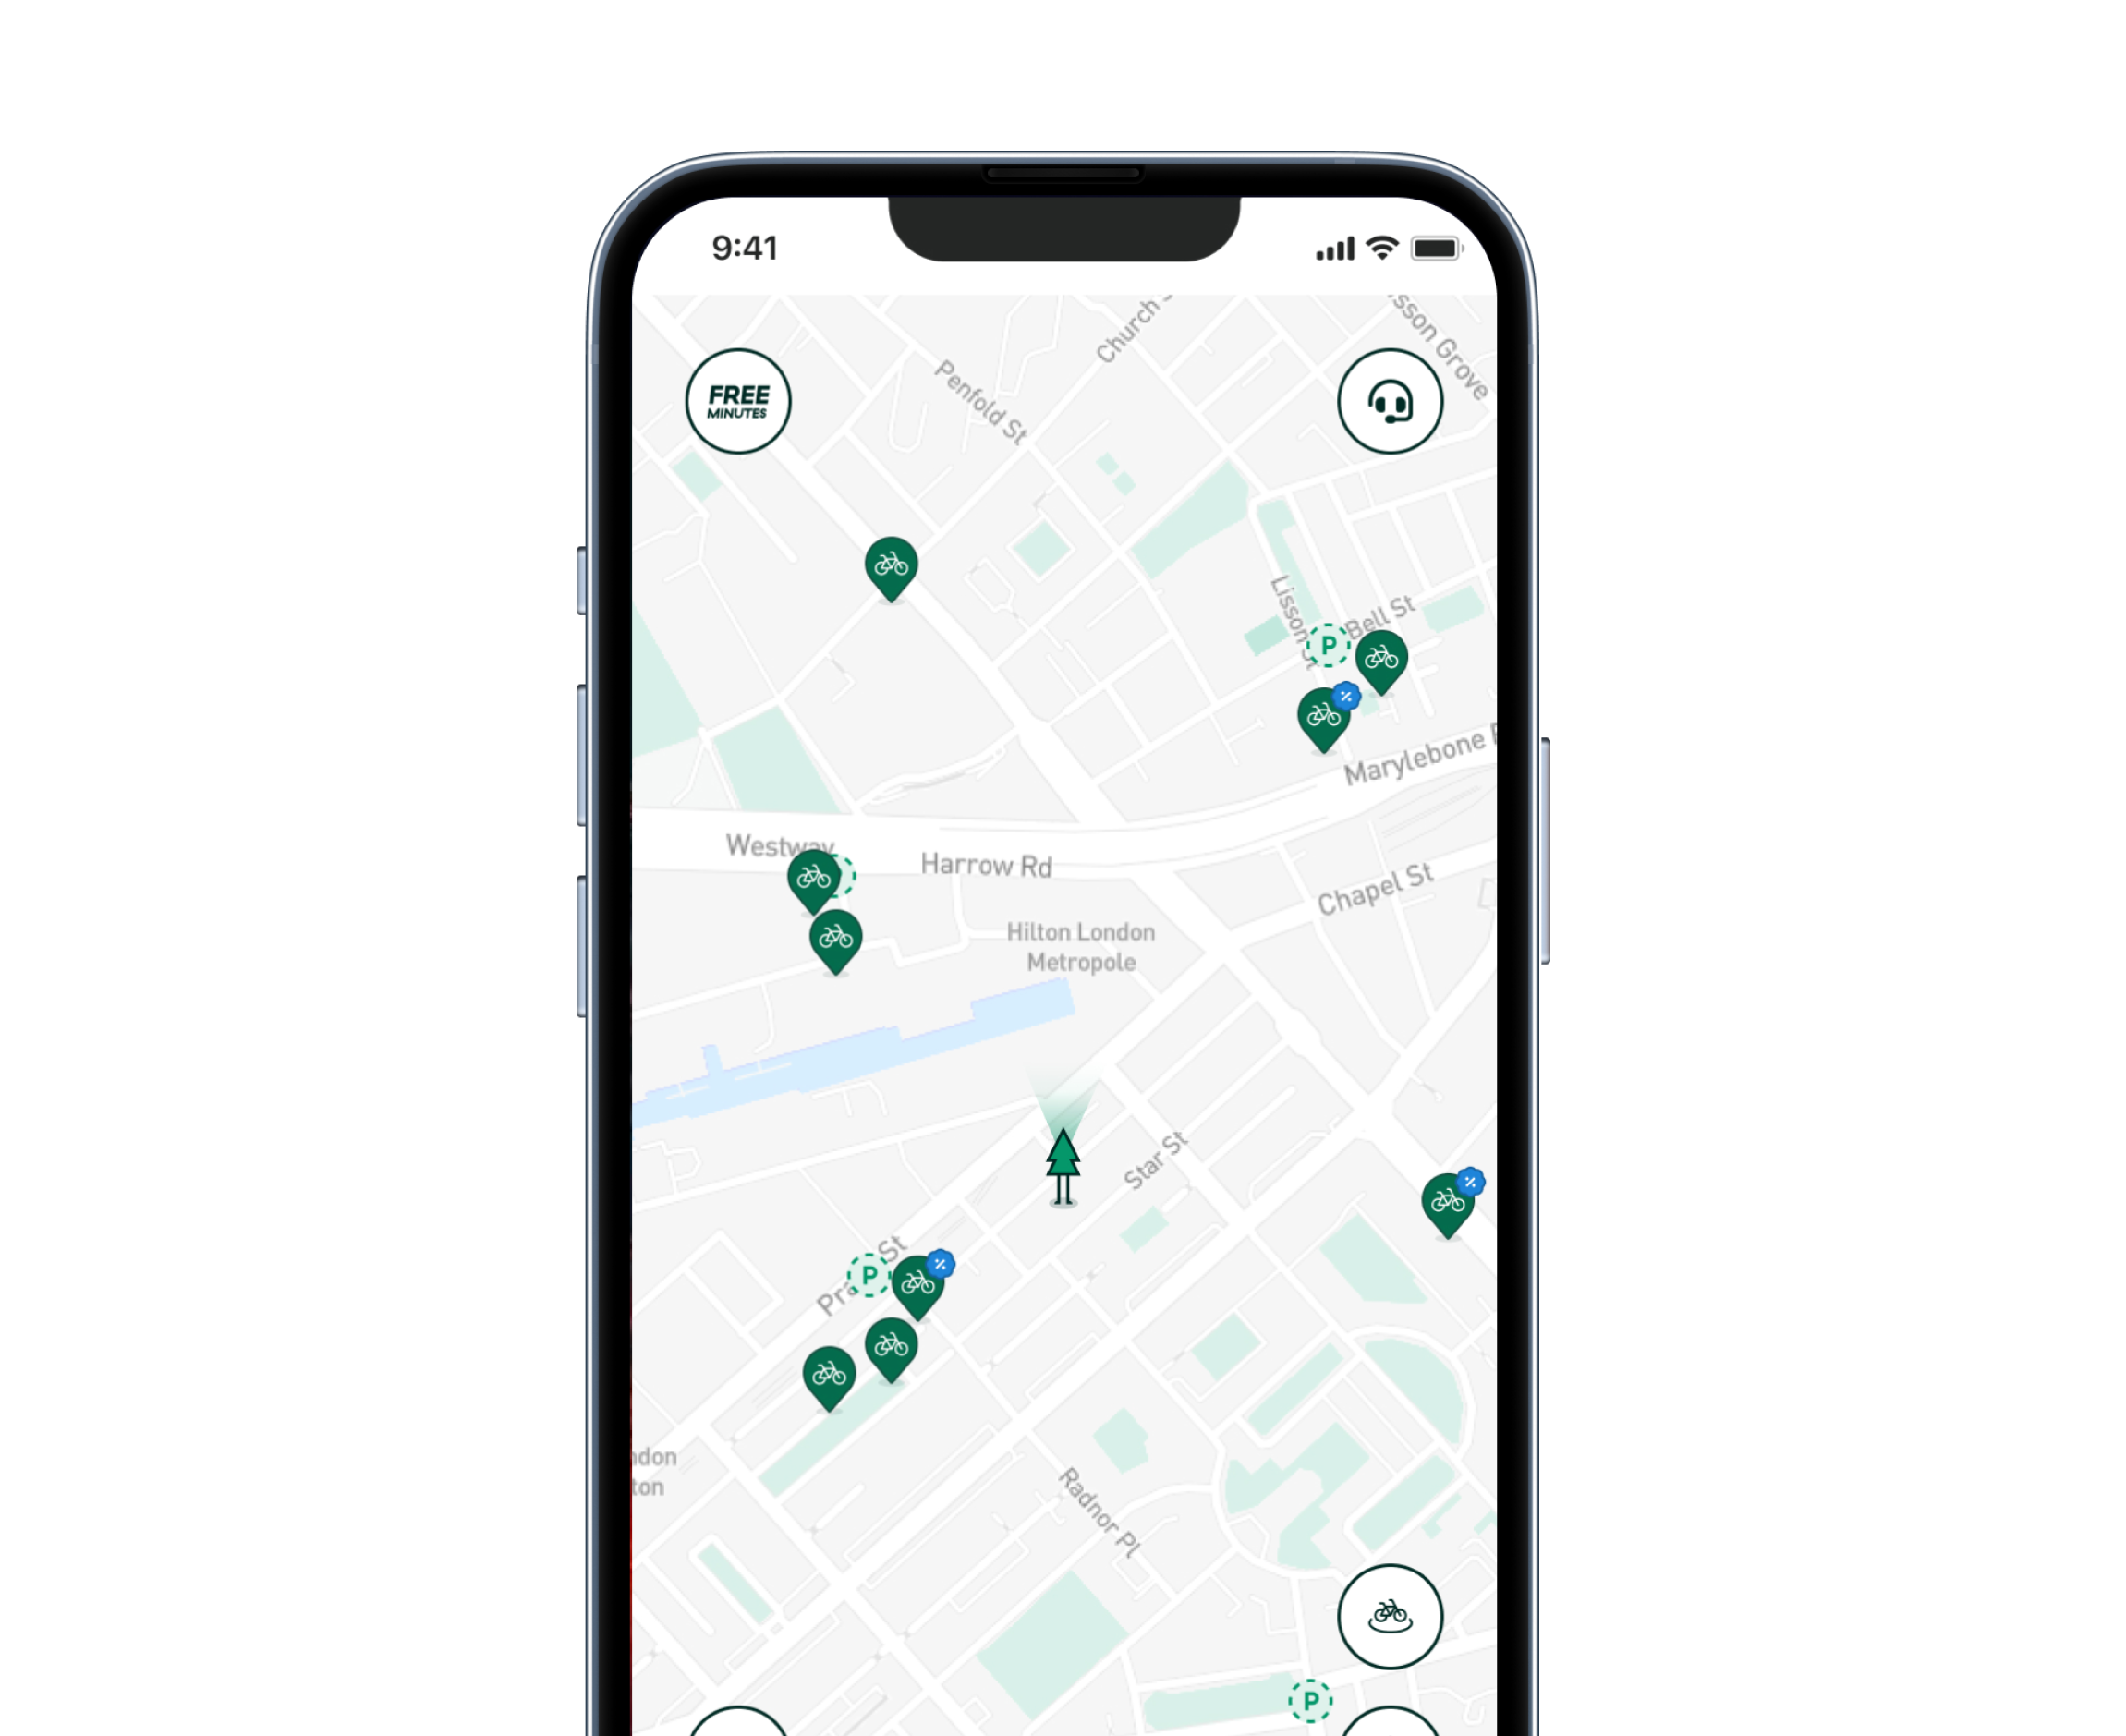 9:41
Church S
sson Grove
FREE
MINUTES
Penfold St
Lisson St
Bell St
P
Marylebone R
Westway
Harrow Rd
Chapel St
Hilton London
Metropole
Star St
P
Pra St
ndon
ton
Radnor Pl
P